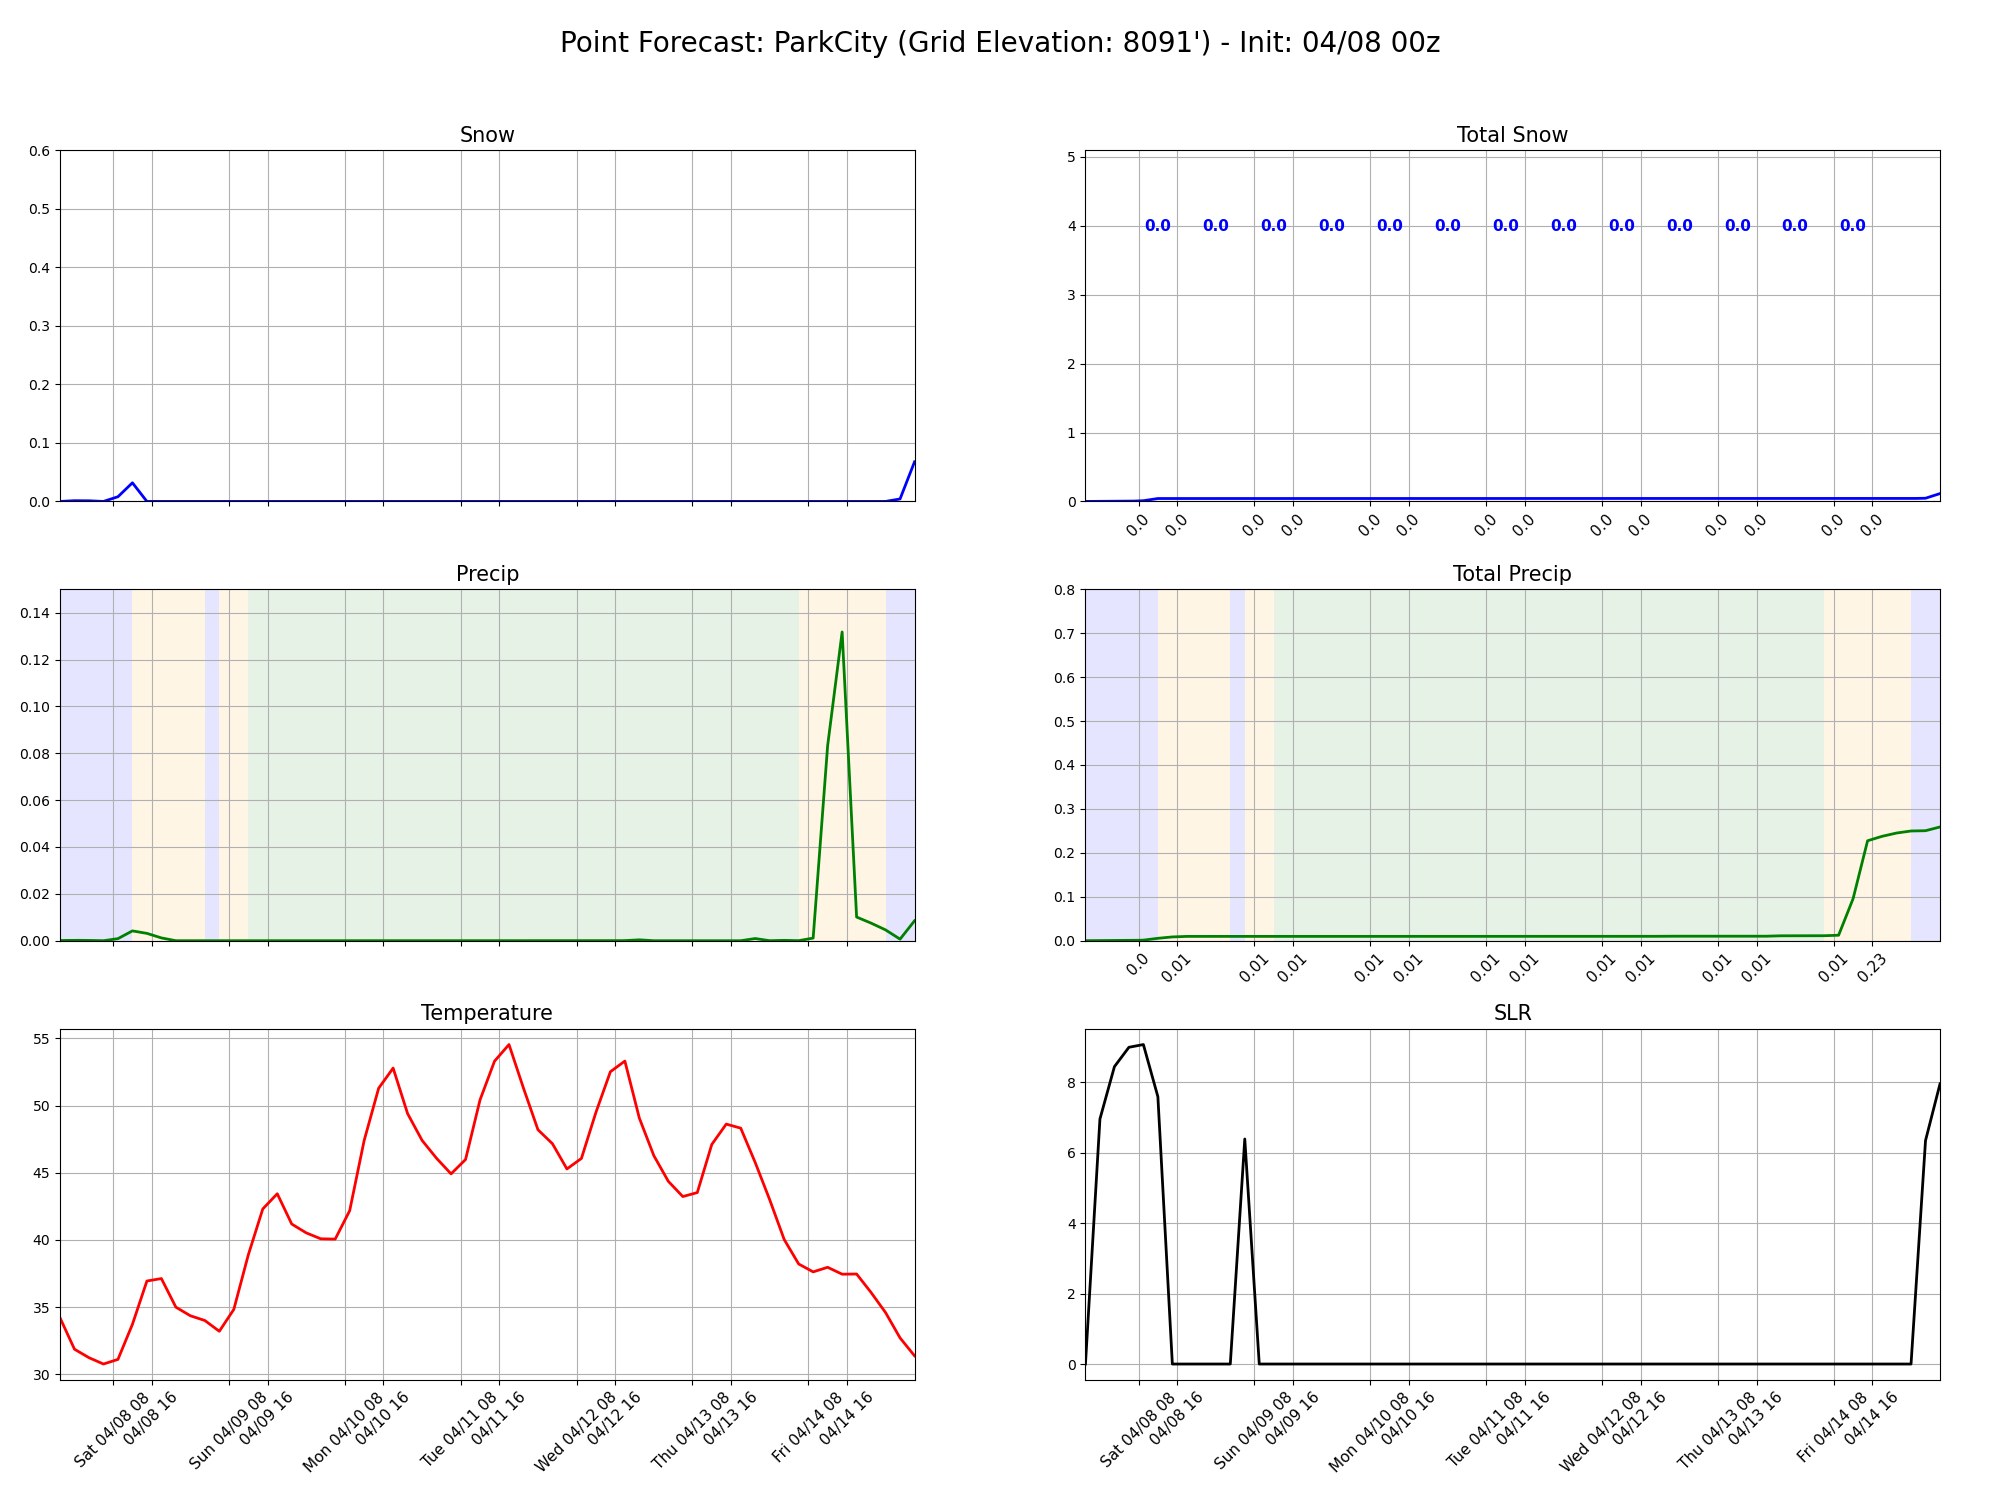 Point Forecast: ParkCity (Grid Elevation: 8091') - Init: 04/08 00z
Snow
0.6
0.5
0.4
0.3
0.2
0.1
0.0
Total Snow
5
4
3
2
1
0
0.0 0.0 0.0 0.0 0.0 0.0 0.0 0.0 0.0 0.0 0.0 0.0 0.0
0.0 0.0 0.0 0.0 0.0 0.0 0.0 0.0 0.0 0.0 0.0 0.0 0.0 0.0
Precip
0.14
0.12
0.10
0.08
0.06
0.04
0.02
0.00
Total Precip
0.8
0.7
0.6
0.5
0.4
0.3
0.2
0.1
0.0
0.0 0.01 0.01 0.01 0.01 0.01 0.01 0.01 0.01 0.01 0.01 0.01 0.01 0.23
Temperature
55
50
45
40
35
30
Sat 04/08 08
04/08 16
Sun 04/09 08
04/09 16
Mon 04/10 08
04/10 16
Tue 04/11 08
04/11 16
Wed 04/12 08
04/12 16
Thu 04/13 08
04/13 16
Fri 04/14 08
04/14 16
SLR
8
6
4
2
0
Sat 04/08 08
04/08 16
Sun 04/09 08
04/09 16
Mon 04/10 08
04/10 16
Tue 04/11 08
04/11 16
Wed 04/12 08
04/12 16
Thu 04/13 08
04/13 16
Fri 04/14 08
04/14 16